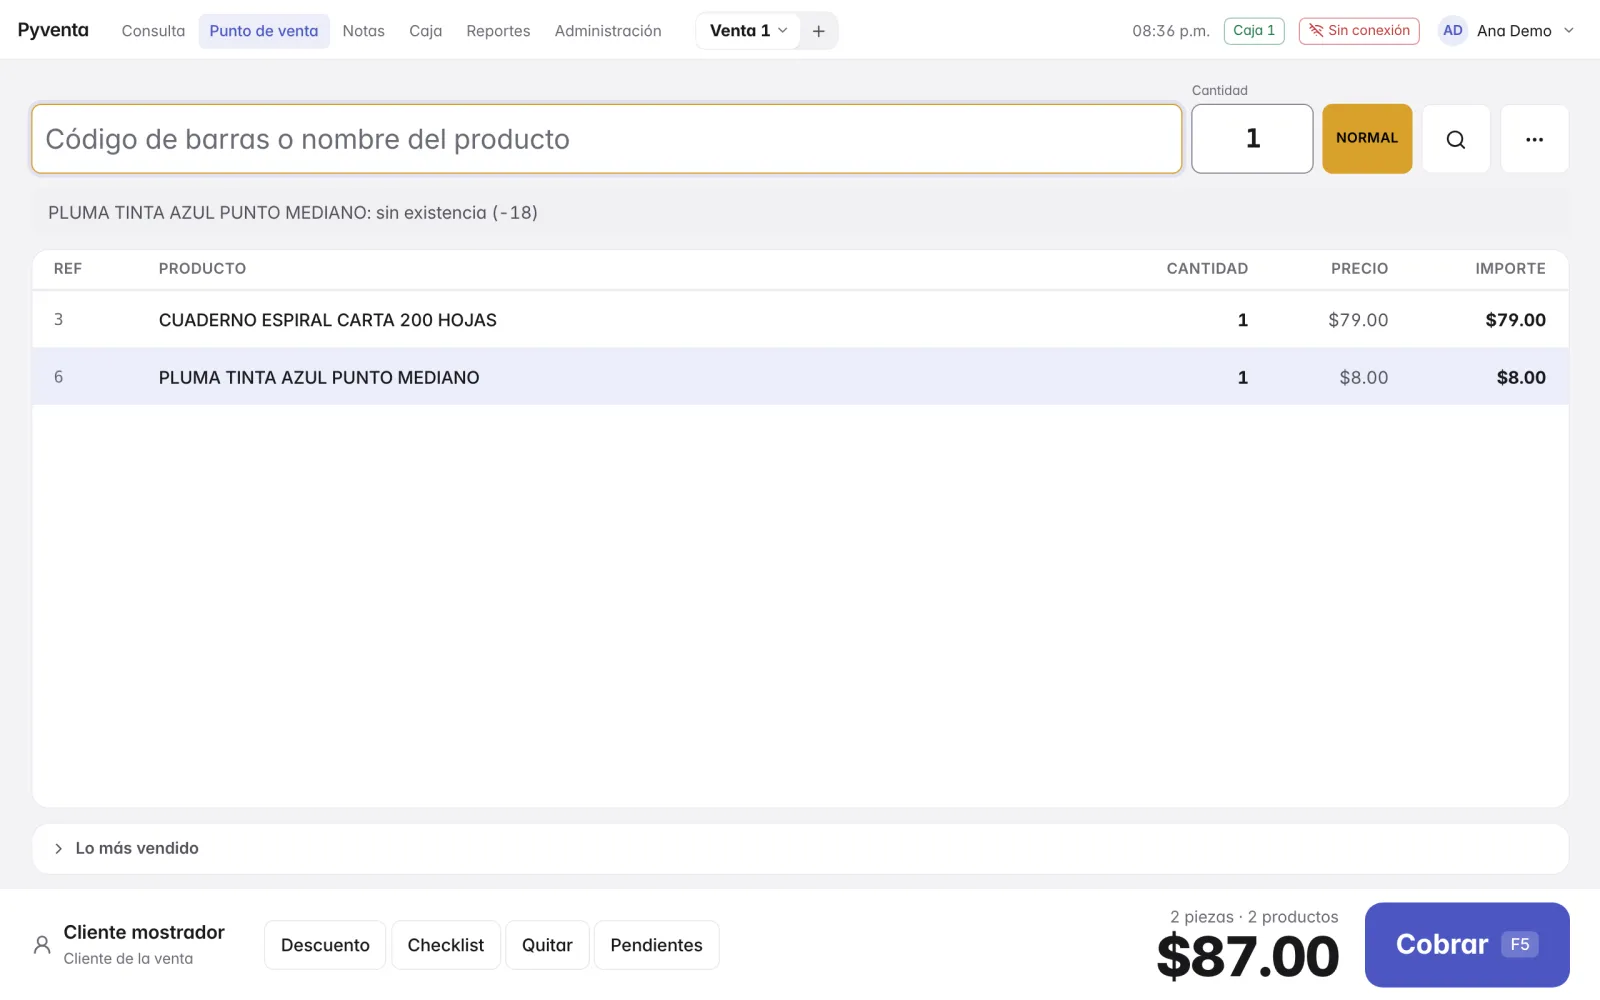 Pyventa Consulta Punto de venta Notas Caja Reportes Administración Venta 1 + 08:36 p.m. Caja 1 Sin conexión AD Ana Demo
Cantidad
Código de barras o nombre del producto 1 NORMAL ...
PLUMA TINTA AZUL PUNTO MEDIANO: sin existencia (-18)
REF PRODUCTO CANTIDAD PRECIO IMPORTE
3 CUADERNO ESPIRAL CARTA 200 HOJAS 1 $79.00 $79.00
6 PLUMA TINTA AZUL PUNTO MEDIANO 1 $8.00 $8.00
Lo más vendido
Cliente mostrador
Cliente de la venta
Descuento Checklist Quitar Pendientes
2 piezas · 2 productos
$87.00
Cobrar F5